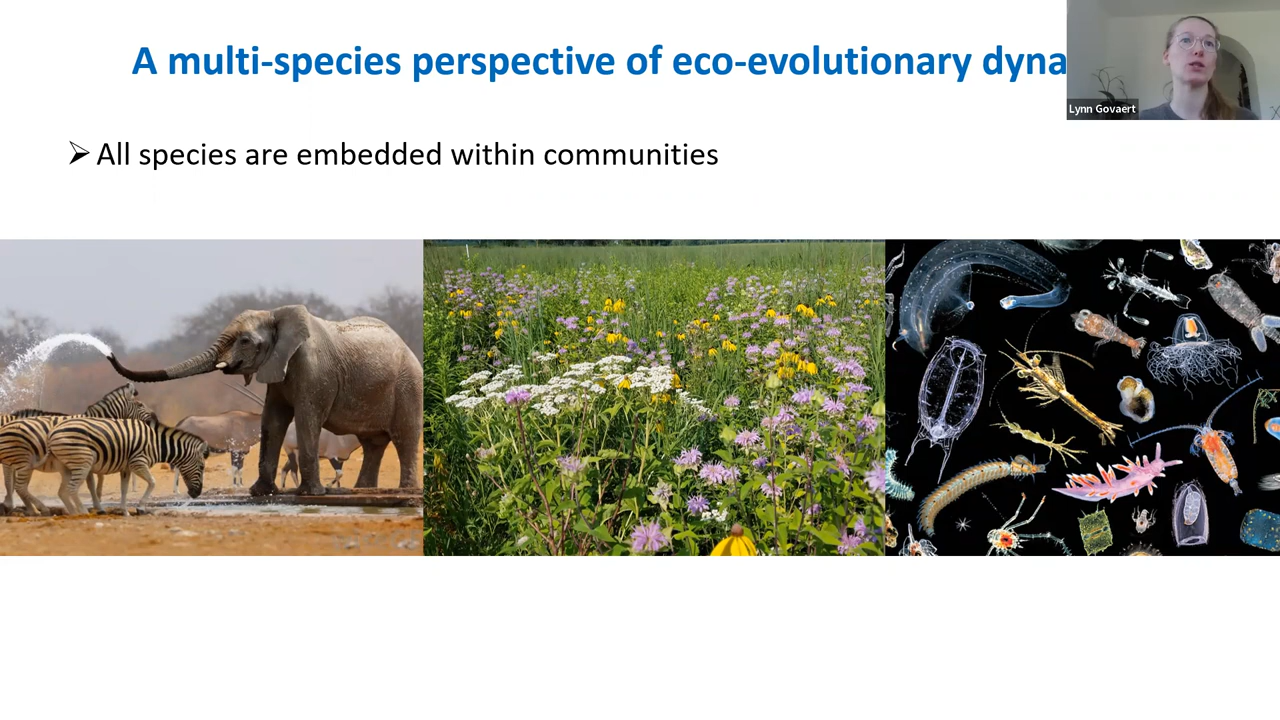 A multi-species perspective of eco-evolutionary dyna
Lynn Govaert
➢ All species are embedded within communities